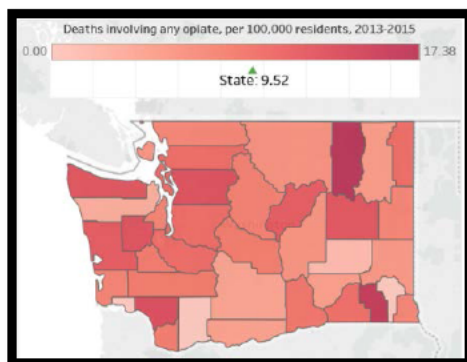 Deaths involving any opiate, per 100,000 residents, 2013-2015
0.00 17.38
State: 9.52